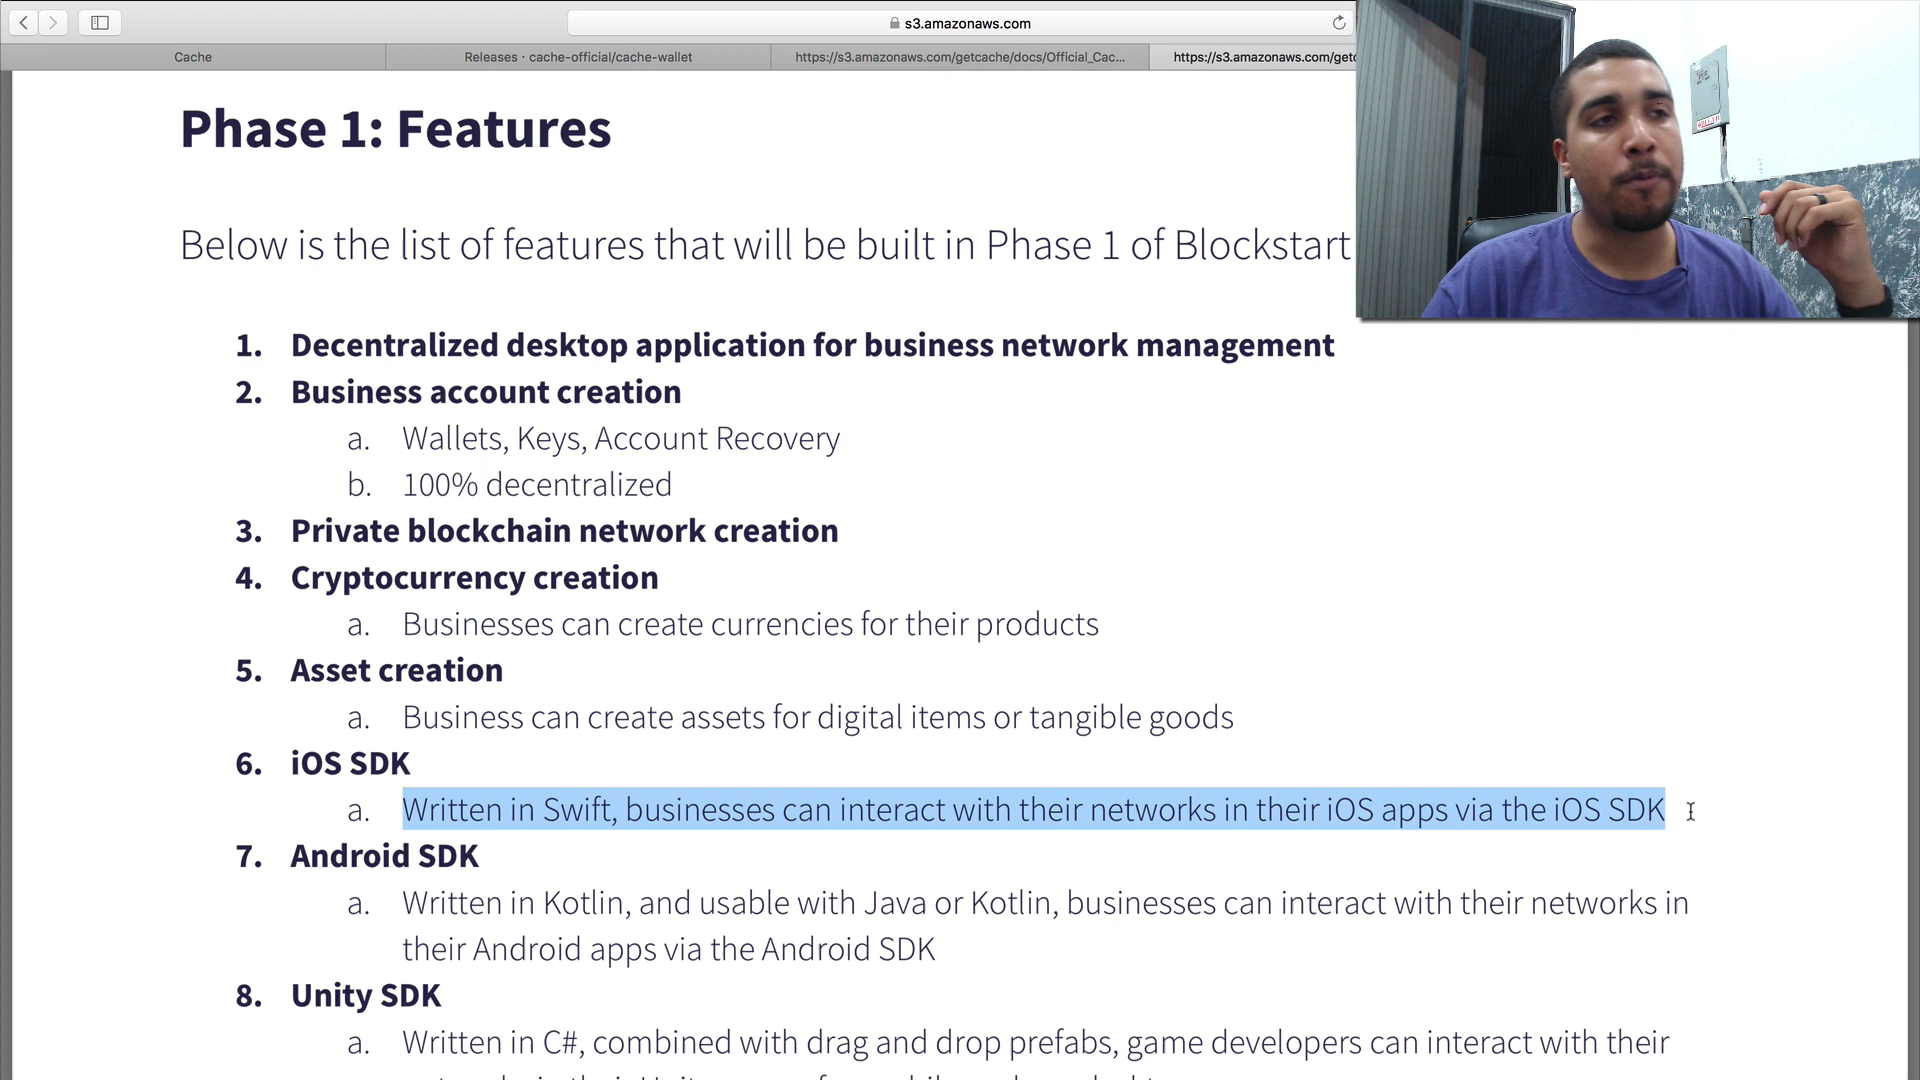 s3.amazonaws.com
Cache
Releases · cache-official/cache-wallet
https://s3.amazonaws.com/getcache/docs/Official_Cac...
https://s3.amazonaws.com/getc
Phase 1: Features
Below is the list of features that will be built in Phase 1 of Blockstart
1. Decentralized desktop application for business network management
2. Business account creation
a. Wallets, Keys, Account Recovery
b. 100% decentralized
3. Private blockchain network creation
4. Cryptocurrency creation
a. Businesses can create currencies for their products
5. Asset creation
a. Business can create assets for digital items or tangible goods
6. iOS SDK
a. Written in Swift, businesses can interact with their networks in their iOS apps via the iOS SDK
7. Android SDK
a. Written in Kotlin, and usable with Java or Kotlin, businesses can interact with their networks in
their Android apps via the Android SDK
8. Unity SDK
a. Written in C#, combined with drag and drop prefabs, game developers can interact with their